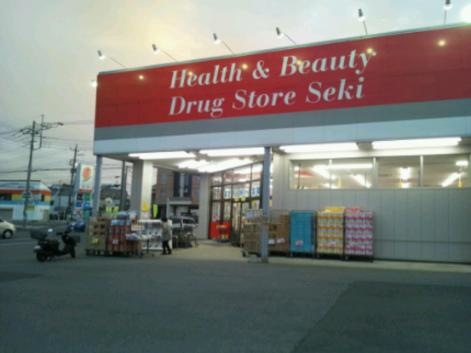 Health & Beauty
Drug Store Seki